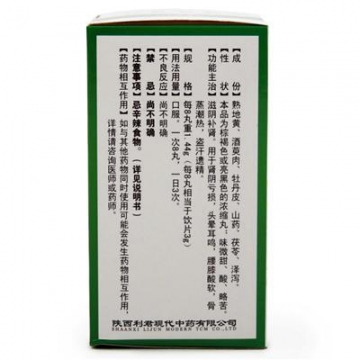 【成　份】熟地黄、酒萸肉、牡丹皮、山药、茯苓、泽泻。
【性　状】本品为棕褐色或亮黑色的浓缩丸；味微甜、酸、略苦。
【功能主治】滋阴补肾。用于肾阴亏损，头晕耳鸣，腰膝酸软，骨
蒸潮热，盗汗遗精。
【规　格】每8丸重1.44g（每8丸相当于饮片3g）
【用法用量】口服。一次8丸，一日3次。
【不良反应】尚不明确
【禁　忌】尚不明确
【注意事项】忌辛辣食物。（详见说明书）
【药物相互作用】如与其他药物同时使用可能会发生药物相互作用，
详情请咨询医师或药师。
陕西利君现代中药有限公司
SHAANXI LIJUN MODERN TCM CO.,LTD